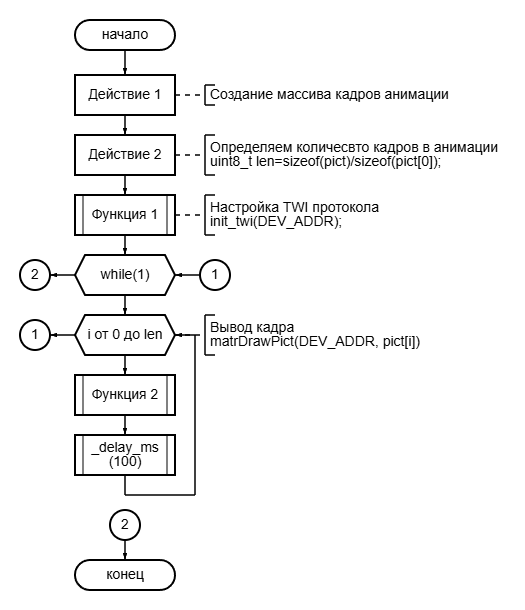 начало
Действие 1
Создание массива кадров анимации
Действие 2
Определяем количесвто кадров в анимации
uint8_t len=sizeof(pict)/sizeof(pict[0]);
Функция 1
Настройка TWI протокола
init_twi(DEV_ADDR);
2
while(1)
1
1
i от 0 до len
Вывод кадра
matrDrawPict(DEV_ADDR, pict[i])
Функция 2
_delay_ms
(100)
2
конец